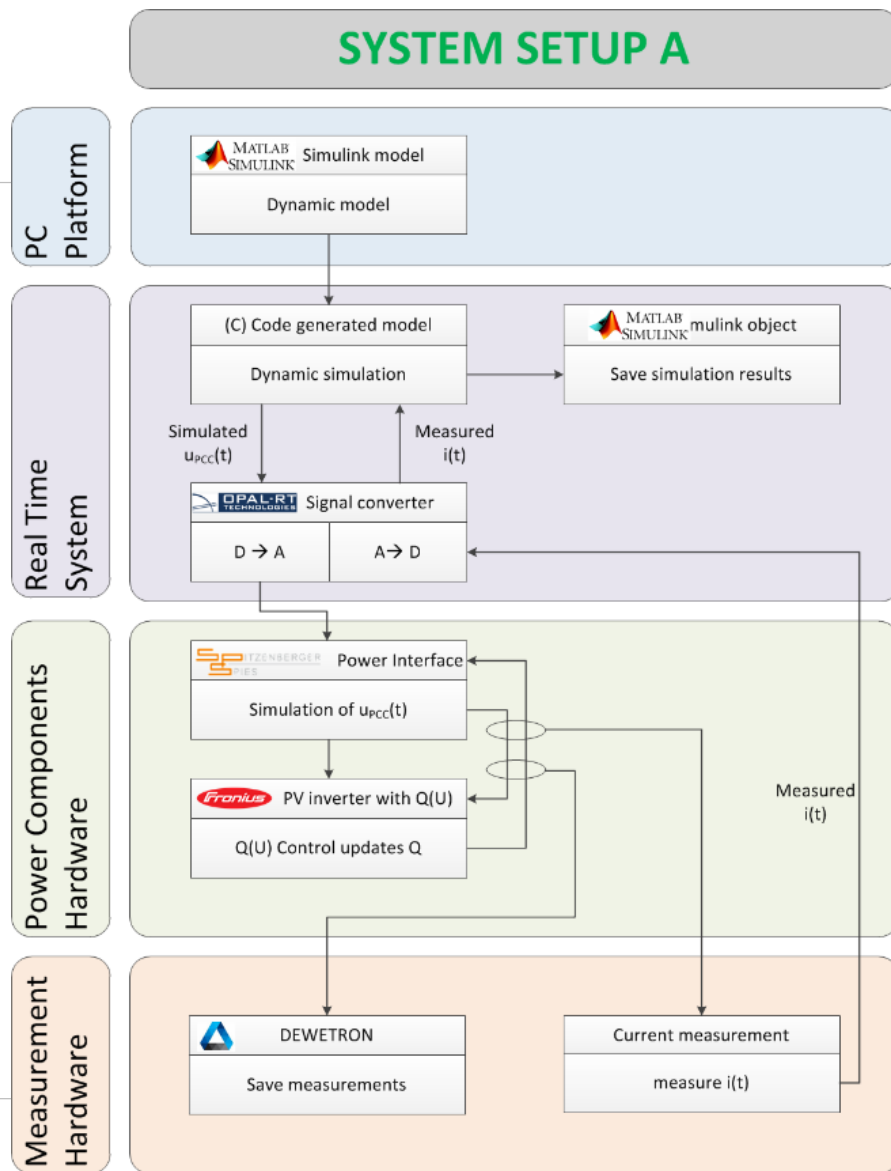 SYSTEM SETUP A
PC
Platform
MATLAB
SIMULINK
Simulink model
Dynamic model
Real Time
System
(C) Code generated model
Dynamic simulation
MATLAB
SIMULINK
mulink object
Save simulation results
Simulated
uPCC(t)
Measured
i(t)
OPAL-RT
TECHNOLOGIES
Signal converter
D → A
A → D
Power Components
Hardware
SPITZENBERGER
SPIES
Power Interface
Simulation of uPCC(t)
Fronius
PV inverter with Q(U)
Q(U) Control updates Q
Measured
i(t)
Measurement
Hardware
DEWETRON
Save measurements
Current measurement
measure i(t)